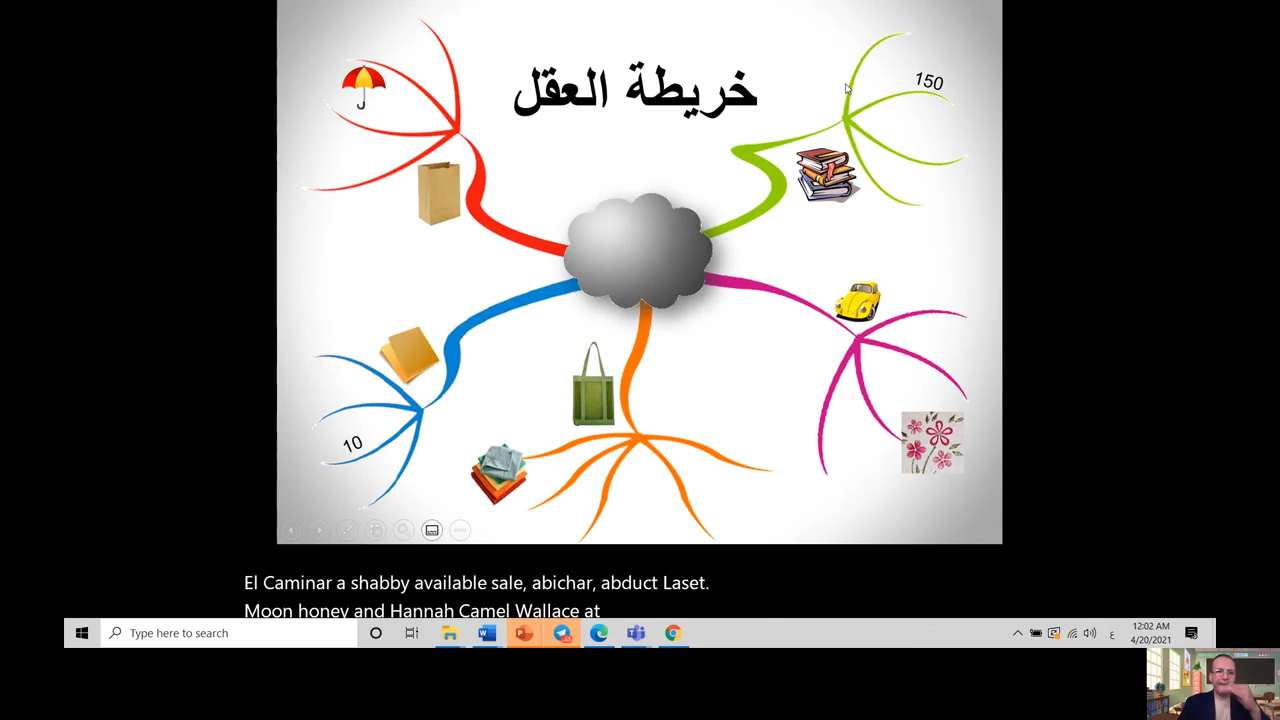 خريطة العقل
150
10
El Caminar a shabby available sale, abichar, abduct Laset.
Moon honey and Hannah Camel Wallace at
Type here to search
ع
12:02 AM
4/20/2021